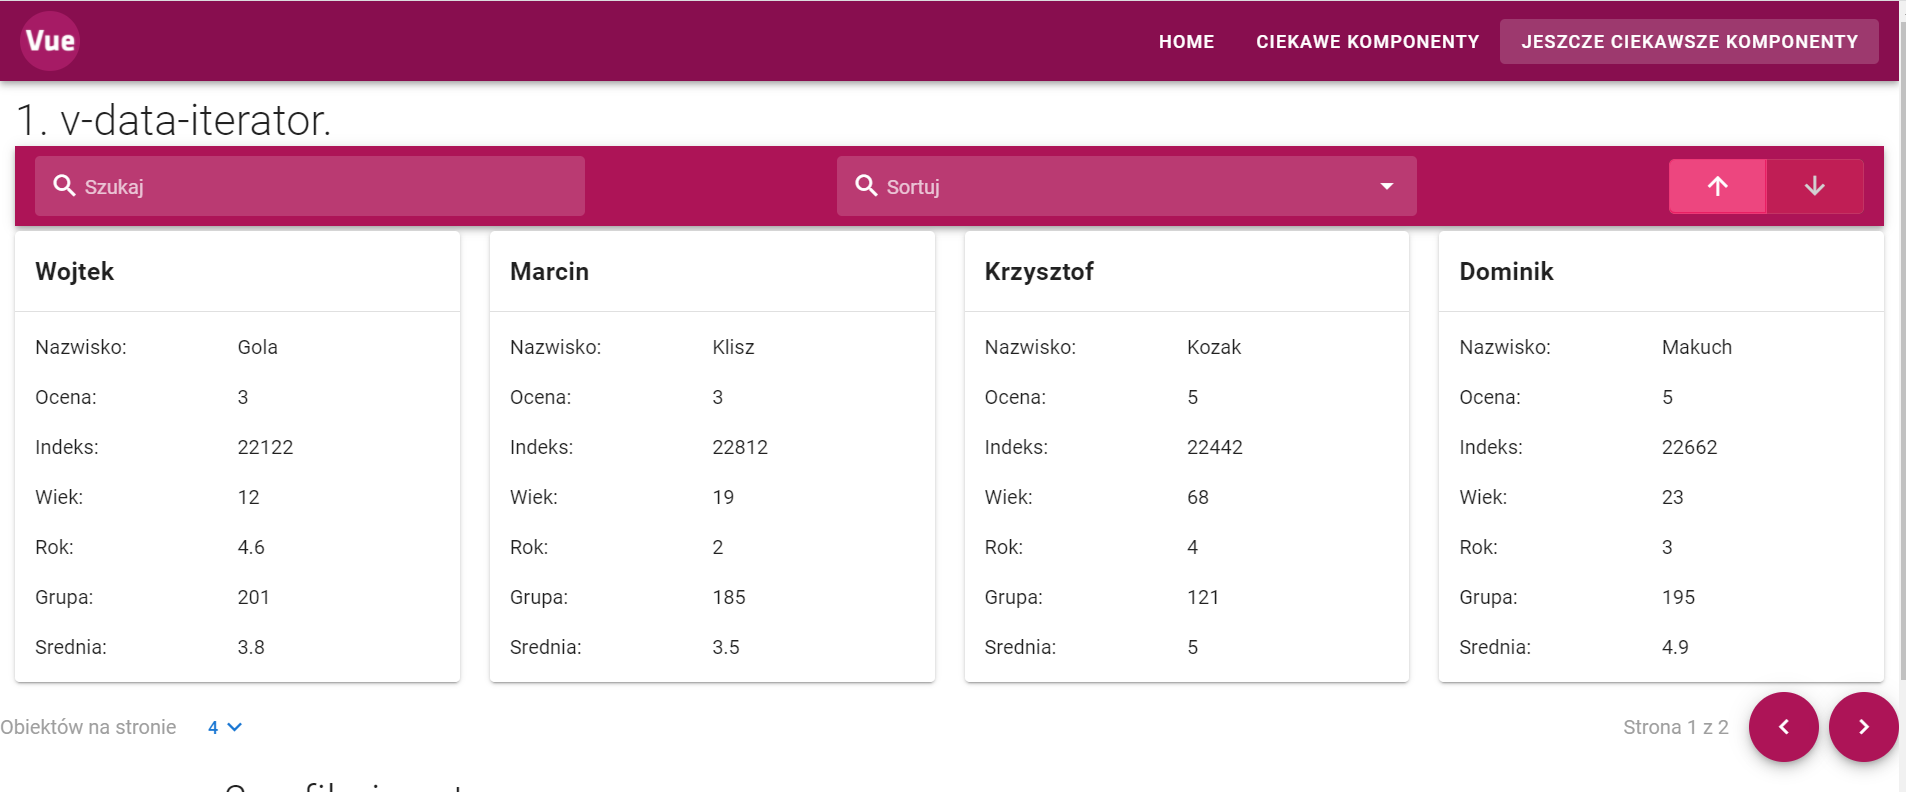 Vue HOME CIEKAWE KOMPONENTY JESZCZE CIEKAWSZE KOMPONENTY
1. v-data-iterator.
Szukaj Sortuj
Wojtek Marcin Krzysztof Dominik
Nazwisko: Gola Nazwisko: Klisz Nazwisko: Kozak Nazwisko: Makuch
Ocena: 3 Ocena: 3 Ocena: 5 Ocena: 5
Indeks: 22122 Indeks: 22812 Indeks: 22442 Indeks: 22662
Wiek: 12 Wiek: 19 Wiek: 68 Wiek: 23
Rok: 4.6 Rok: 2 Rok: 4 Rok: 3
Grupa: 201 Grupa: 185 Grupa: 121 Grupa: 195
Srednia: 3.8 Srednia: 3.5 Srednia: 5 Srednia: 4.9
Obiektów na stronie 4 Strona 1 z 2